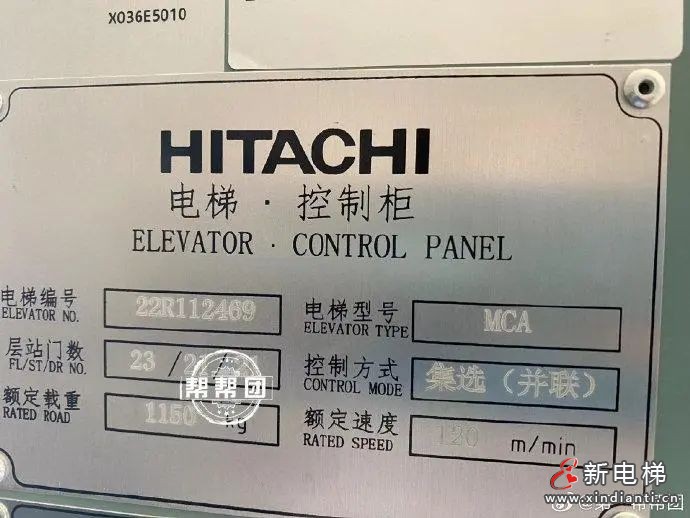 X036E5010
HITACHI
电梯·控制柜
ELEVATOR · CONTROL PANEL
电梯编号 22R112469 电梯型号 MCA
ELEVATOR NO. ELEVATOR TYPE
层站门数 23 / 控制方式 集选（并联）
FL/ST/DR NO. CONTROL MODE
帮帮团
额定载重 1150 kg 额定速度 120 m/min
RATED ROAD RATED SPEED
新电梯
www.xindianti.cn